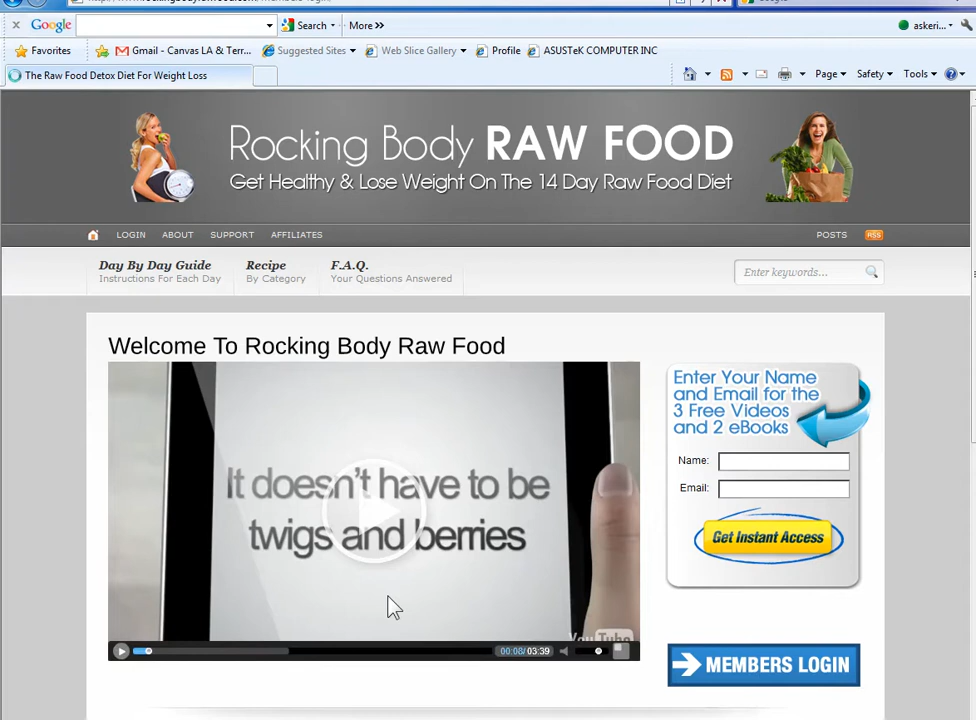 Google
Search
More >>
askeri...
Favorites
Gmail - Canvas LA & Terr...
Suggested Sites
Web Slice Gallery
Profile
ASUSTeK COMPUTER INC
The Raw Food Detox Diet For Weight Loss
Page
Safety
Tools
Rocking Body RAW FOOD
Get Healthy & Lose Weight On The 14 Day Raw Food Diet
LOGIN
ABOUT
SUPPORT
AFFILIATES
POSTS
RSS
Day By Day Guide
Instructions For Each Day
Recipe
By Category
F.A.Q.
Your Questions Answered
Enter keywords...
Welcome To Rocking Body Raw Food
It doesn't have to be
twigs and berries
YouTube
00:08/03:39
Enter Your Name
and Email for the
3 Free Videos
and 2 eBooks
Name:
Email:
Get Instant Access
MEMBERS LOGIN